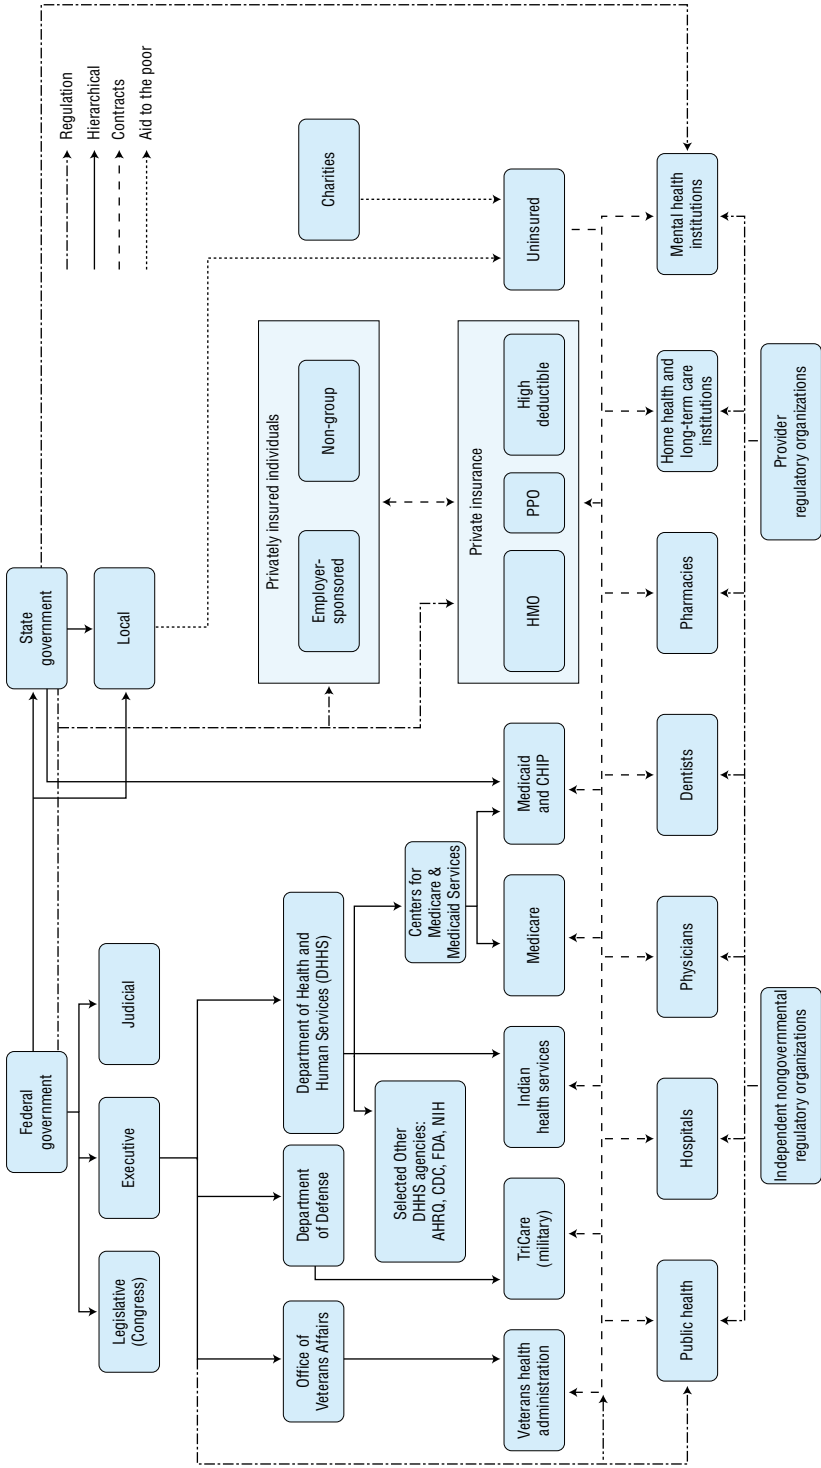 Federal
government
State
government
Regulation
Hierarchical
Contracts
Aid to the poor
Legislative
(Congress)
Executive
Judicial
Local
Office of
Veterans Affairs
Department
of Defense
Department of Health and
Human Services (DHHS)
Privately insured individuals
Employer-
sponsored
Non-group
Charities
Selected Other
DHHS agencies:
AHRQ, CDC, FDA, NIH
Centers for
Medicare &
Medicaid Services
Private insurance
Veterans health
administration
TriCare
(military)
Indian
health services
Medicare
Medicaid
and CHIP
HMO
PPO
High
deductible
Uninsured
Public health
Hospitals
Physicians
Dentists
Pharmacies
Home health and
long-term care
institutions
Mental health
institutions
Independent nongovernmental
regulatory organizations
Provider
regulatory organizations